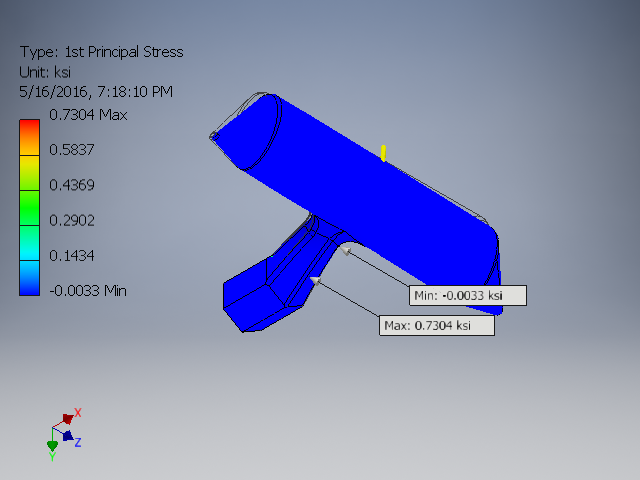 Type: 1st Principal Stress
Unit: ksi
5/16/2016, 7:18:10 PM
0.7304 Max
0.5837
0.4369
0.2902
0.1434
-0.0033 Min
Min: -0.0033 ksi
Max: 0.7304 ksi
X
Z
Y